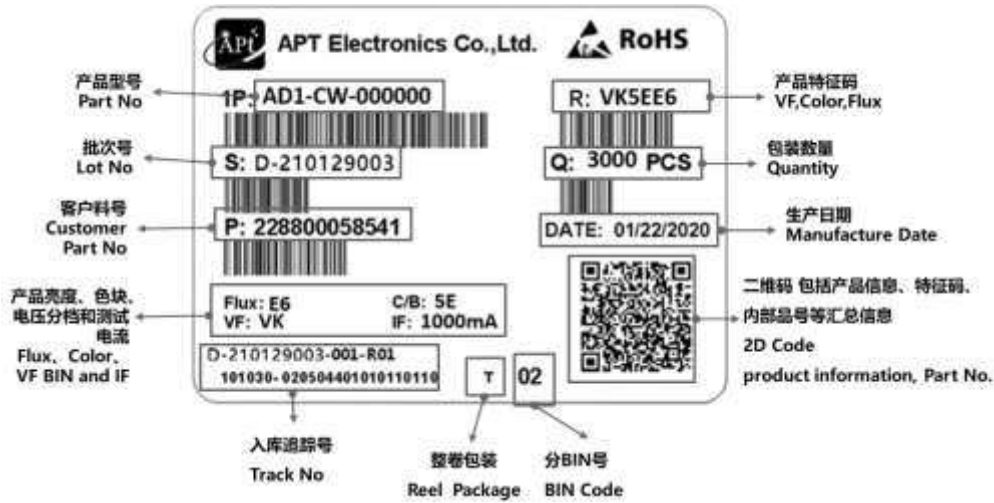 APT
APT Electronics Co.,Ltd.
RoHS
产品型号
Part No
IP: AD1-CW-000000
R: VK5EE6
产品特征码
VF,Color,Flux
批次号
Lot No
S: D-210129003
Q: 3000 PCS
包装数量
Quantity
客户料号
Customer
Part No
P: 228800058541
DATE: 01/22/2020
生产日期
Manufacture Date
产品亮度、色块、
电压分档和测试
电流
Flux、Color、
VF BIN and IF
Flux: E6
C/B: 5E
VF: VK
IF: 1000mA
二维码 包括产品信息、特征码、
内部品号等汇总信息
2D Code
product information, Part No.
D-210129003-001-R01
101030-020504401010110110
T
02
入库追踪号
Track No
整卷包装
Reel Package
分BIN号
BIN Code